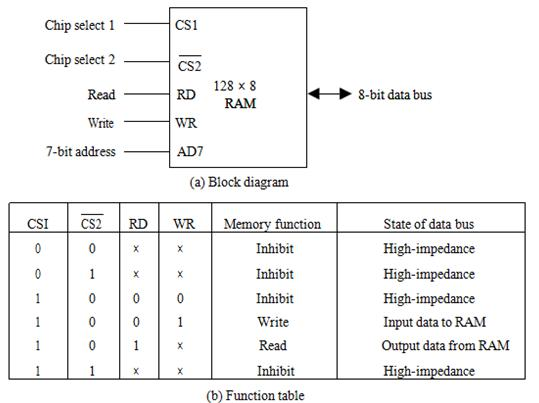 Chip select 1 CS1
Chip select 2 CS2
Read RD 128 × 8 8-bit data bus
RAM
Write WR
7-bit address AD7
(a) Block diagram
CSI CS2 RD WR Memory function State of data bus
0 0 x x Inhibit High-impedance
0 1 x x Inhibit High-impedance
1 0 0 0 Inhibit High-impedance
1 0 0 1 Write Input data to RAM
1 0 1 x Read Output data from RAM
1 1 x x Inhibit High-impedance
(b) Function table